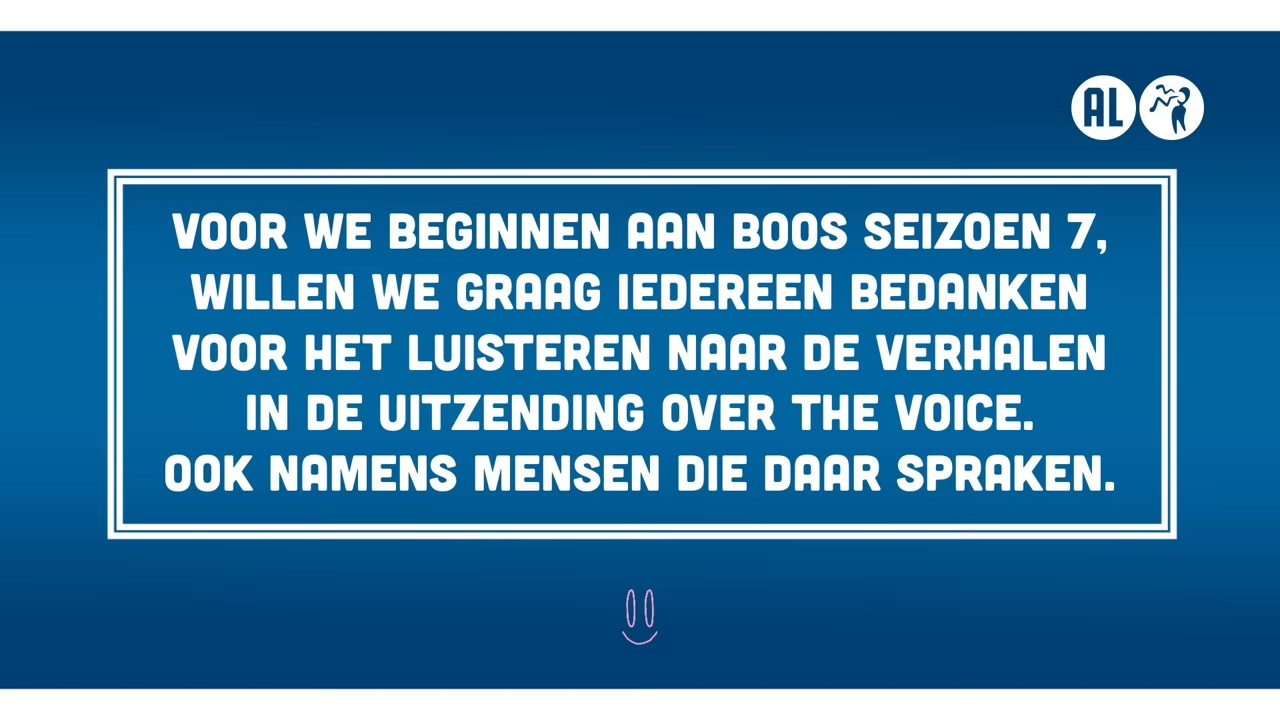 AL
VOOR WE BEGINNEN AAN BOOS SEIZOEN 7,
WILLEN WE GRAAG IEDEREEN BEDANKEN
VOOR HET LUISTEREN NAAR DE VERHALEN
IN DE UITZENDING OVER THE VOICE.
OOK NAMENS MENSEN DIE DAAR SPRAKEN.